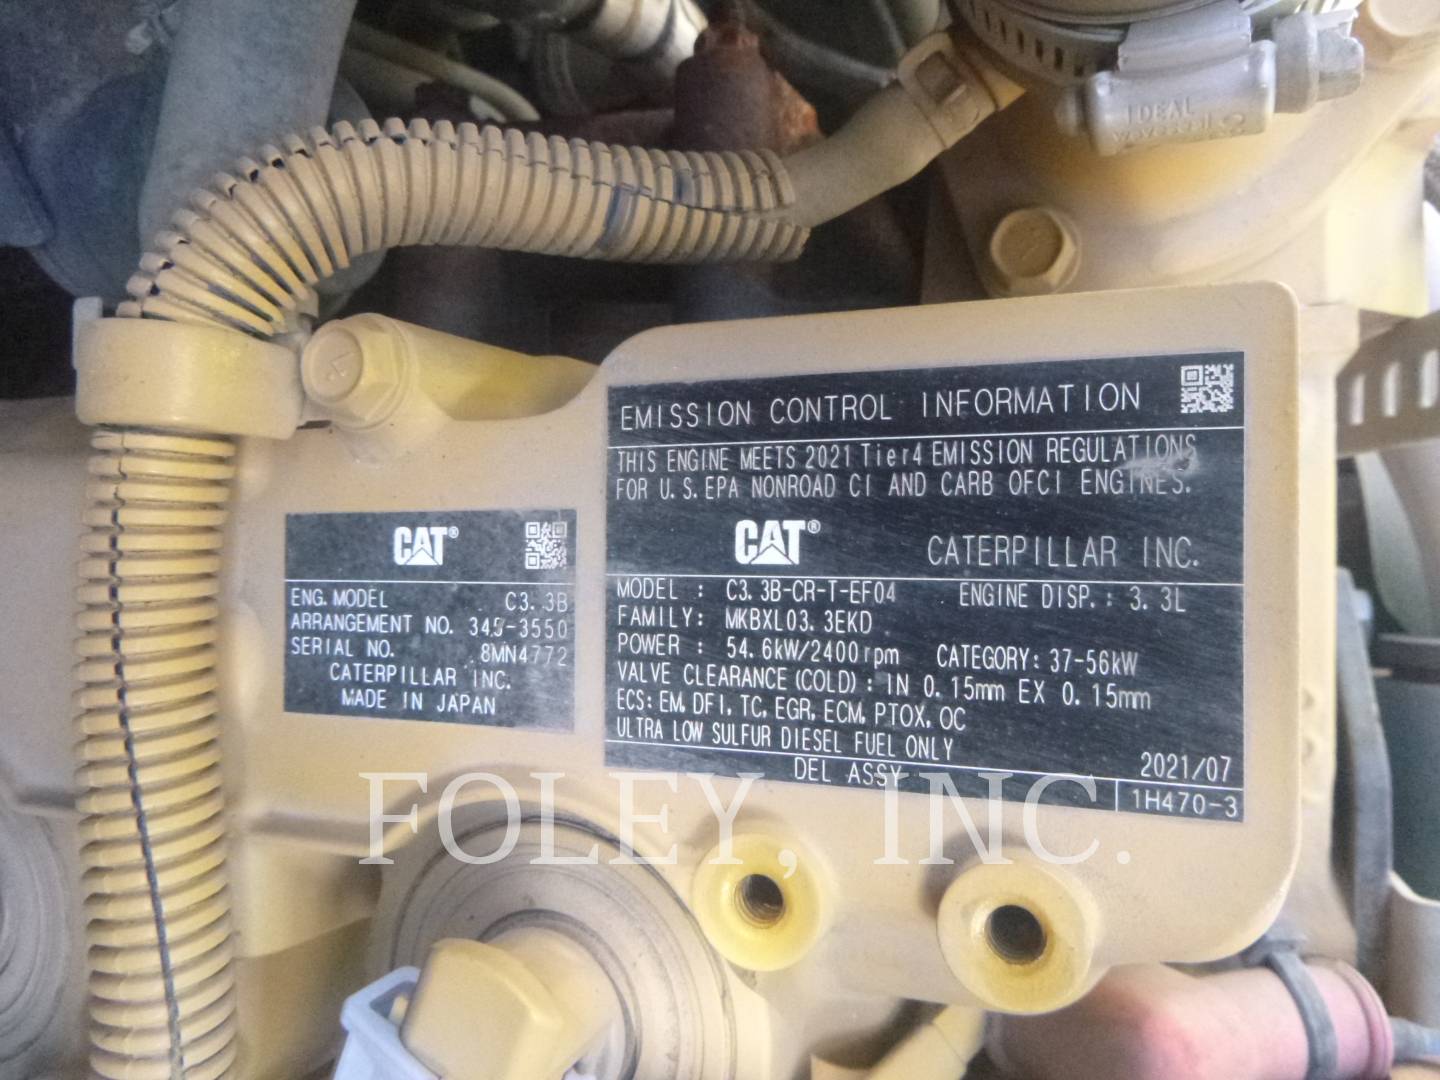 IDEAL
EMISSION CONTROL INFORMATION
THIS ENGINE MEETS 2021 Tier4 EMISSION REGULATIONS
FOR U.S.EPA NONROAD CI AND CARB OFCI ENGINES.
CAT®
CATERPILLAR INC.
MODEL : C3.3B-CR-T-EF04 ENGINE DISP.: 3.3L
FAMILY: MKBXL03.3EKD
POWER : 54.6kW/2400rpm CATEGORY: 37-56kW
VALVE CLEARANCE(COLD): IN 0.15mm EX 0.15mm
ECS: EM, DFI, TC, EGR, ECM, PTOX, OC
ULTRA LOW SULFUR DIESEL FUEL ONLY
2021/07
DEL ASSY
1H470-3
CAT®
ENG. MODEL C3.3B
ARRANGEMENT NO. 345-3550
SERIAL NO. 8MN4772
CATERPILLAR INC.
MADE IN JAPAN
FOLEY, INC.